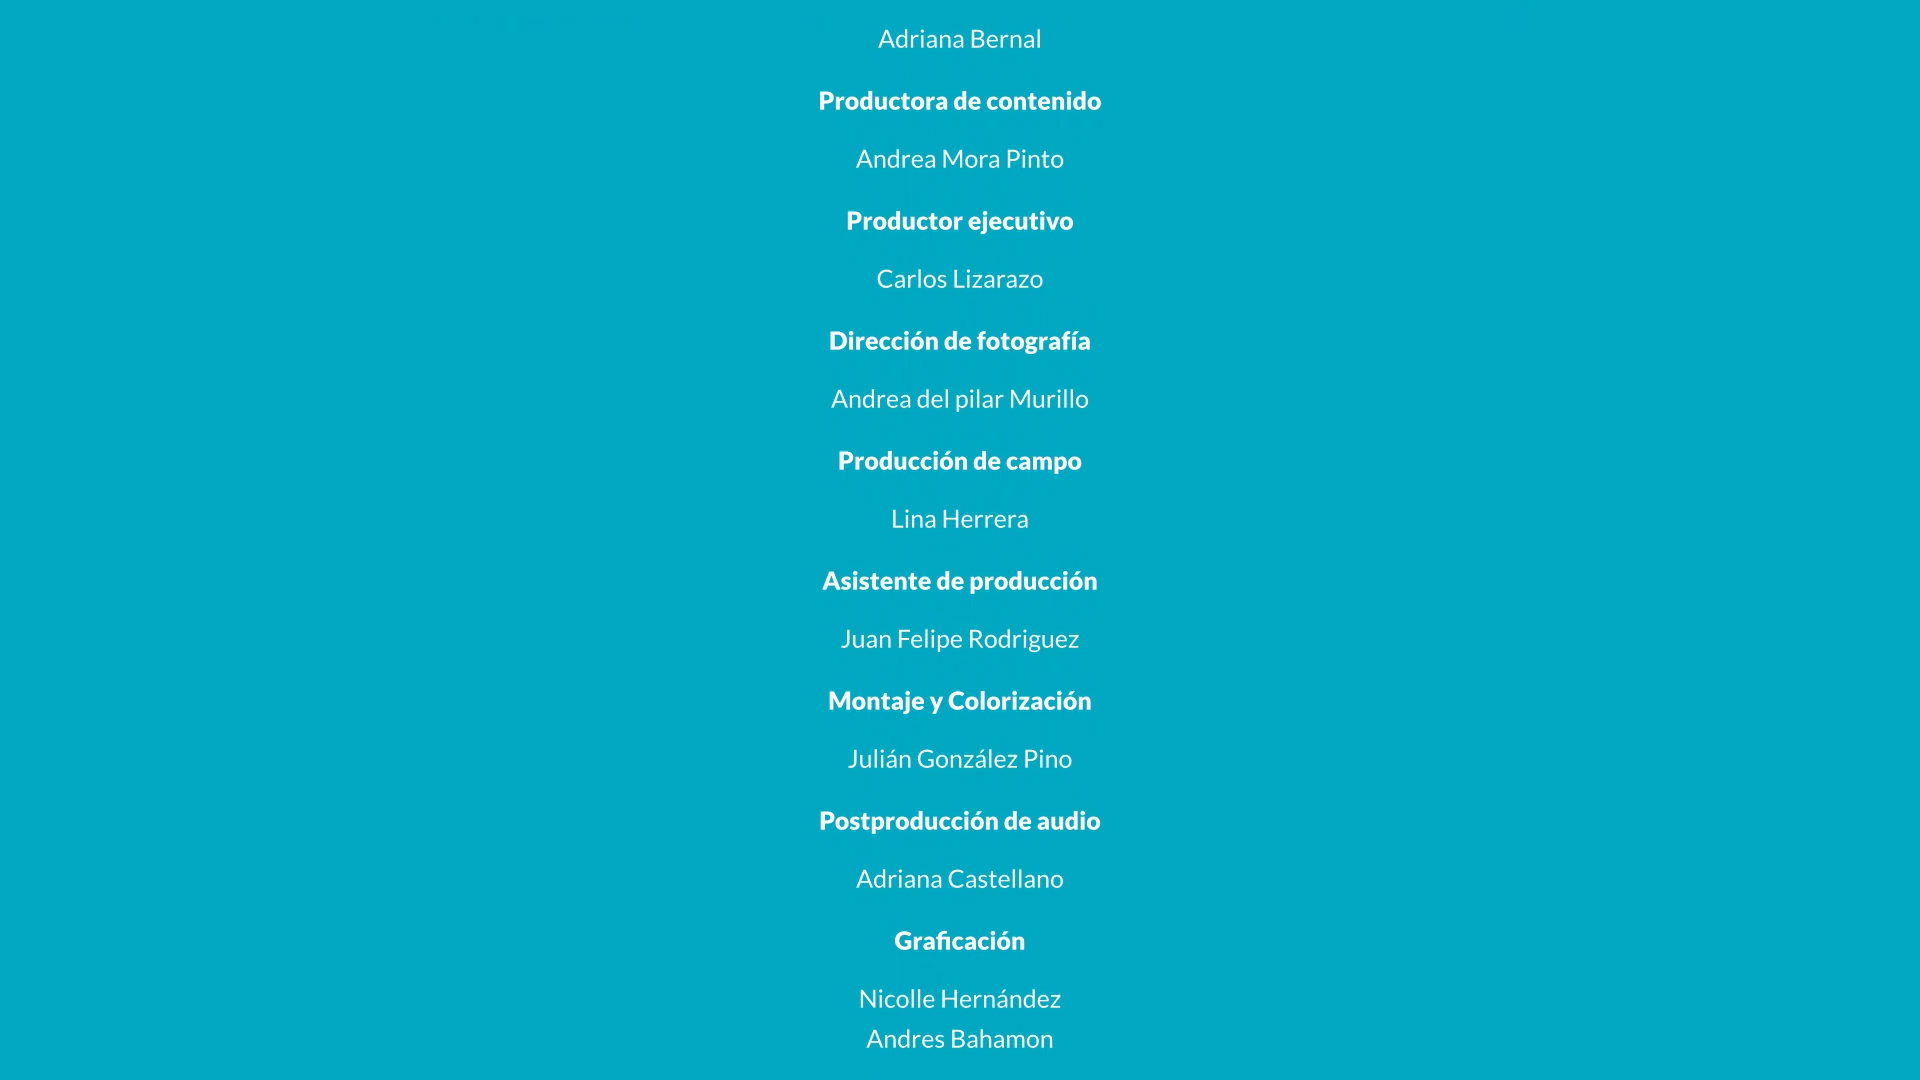 Adriana Bernal
Productora de contenido
Andrea Mora Pinto
Productor ejecutivo
Carlos Lizarazo
Dirección de fotografía
Andrea del pilar Murillo
Producción de campo
Lina Herrera
Asistente de producción
Juan Felipe Rodriguez
Montaje y Colorización
Julián González Pino
Postproducción de audio
Adriana Castellano
Graficación
Nicolle Hernández
Andres Bahamon